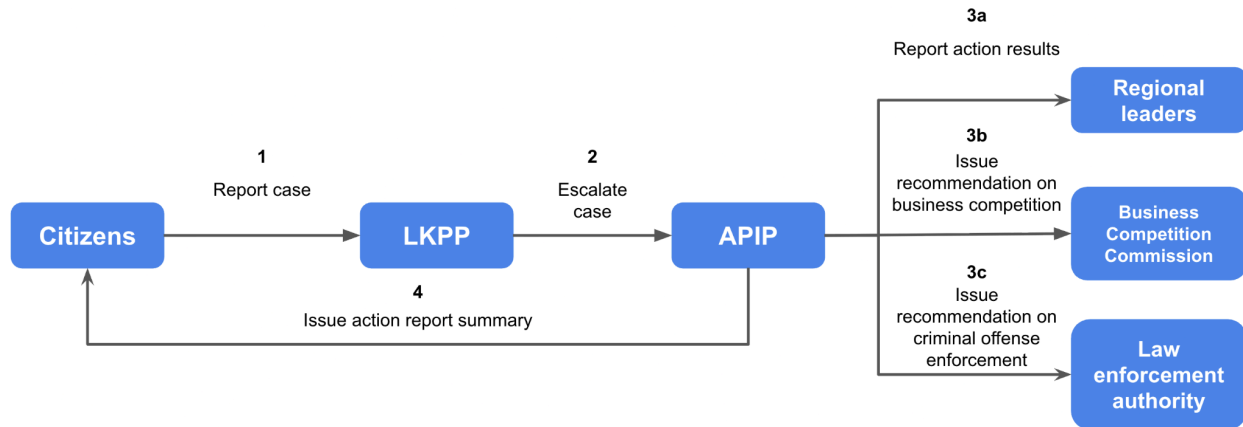 3a
Report action results
Regional
leaders
1
Report case
2
Escalate
case
3b
Issue
recommendation on
business competition
Citizens
LKPP
APIP
Business
Competition
Commission
4
Issue action report summary
3c
Issue
recommendation on
criminal offense
enforcement
Law
enforcement
authority